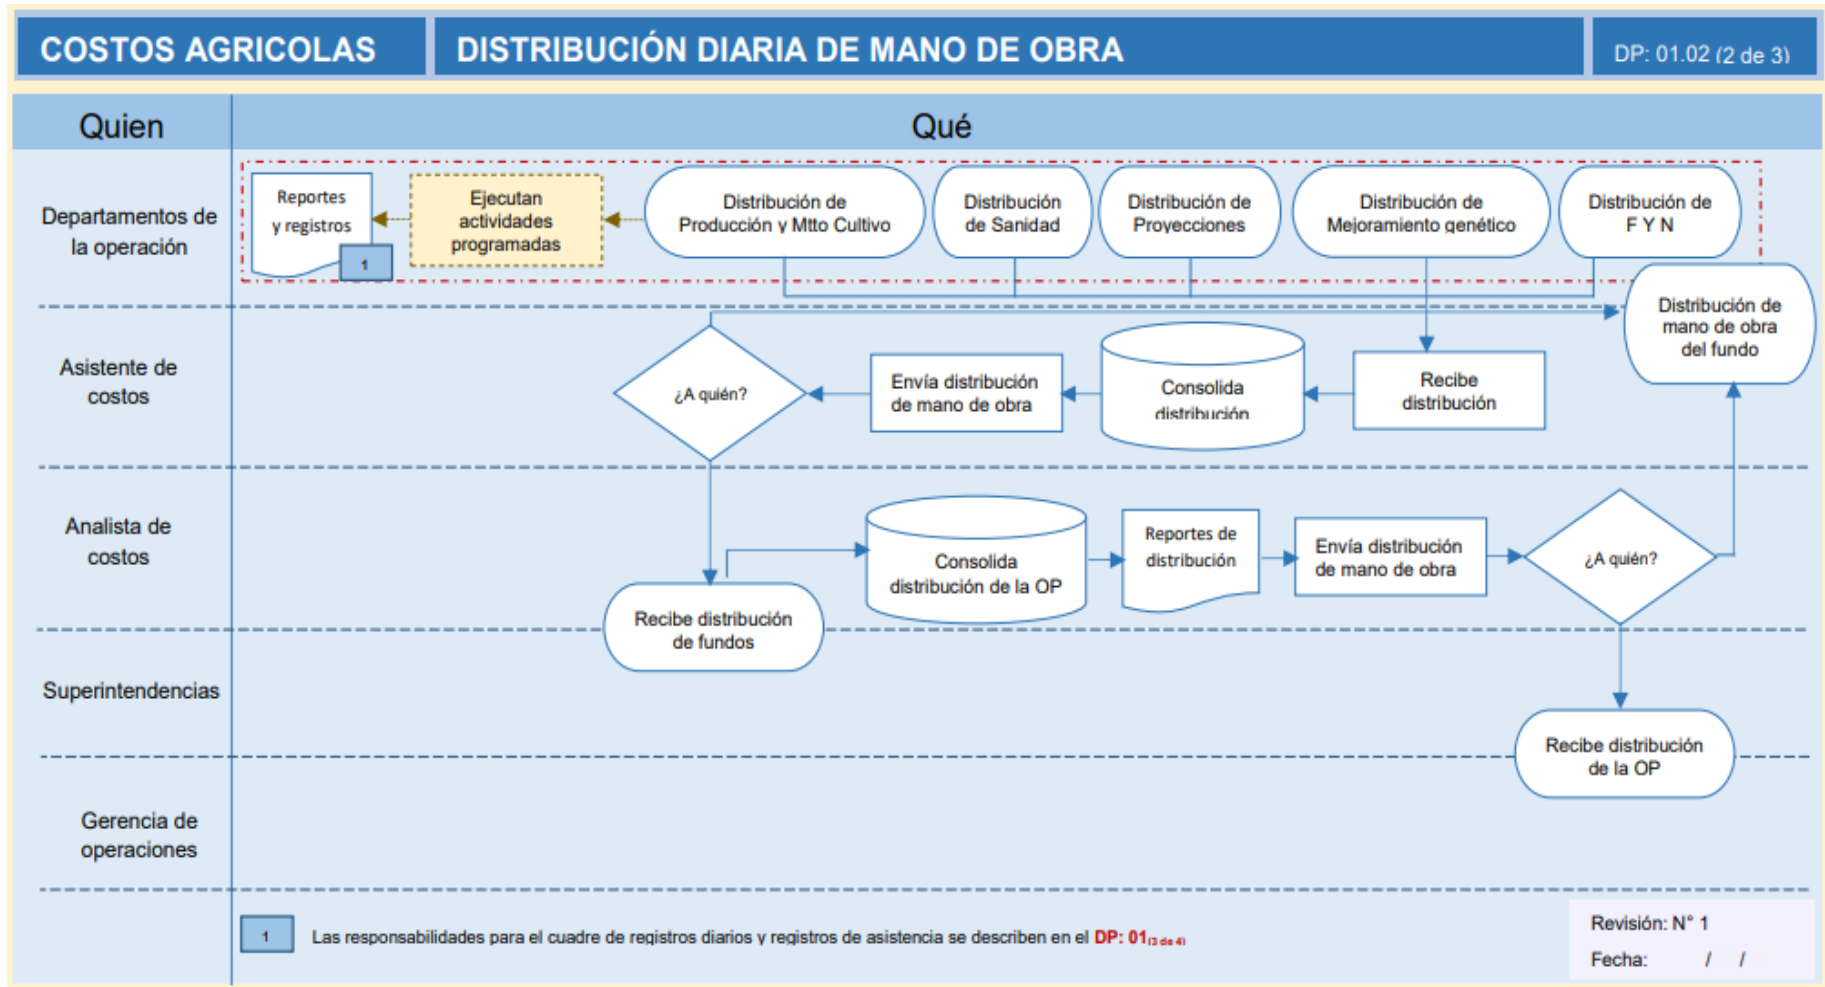 COSTOS AGRICOLAS
DISTRIBUCIÓN DIARIA DE MANO DE OBRA
DP: 01.02 (2 de 3)
Quien
Qué
Departamentos de
la operación
Reportes
y registros
1
Ejecutan
actividades
programadas
Distribución de
Producción y Mtto Cultivo
Distribución
de Sanidad
Distribución de
Proyecciones
Distribución de
Mejoramiento genético
Distribución de
F Y N
Distribución de
mano de obra
del fundo
Asistente de
costos
¿A quién?
Envía distribución
de mano de obra
Consolida
distribución
Recibe
distribución
Analista de
costos
Consolida
distribución de la OP
Reportes de
distribución
Envía distribución
de mano de obra
¿A quién?
Recibe distribución
de fundos
Superintendencias
Recibe distribución
de la OP
Gerencia de
operaciones
1
Las responsabilidades para el cuadre de registros diarios y registros de asistencia se describen en el DP: 01(3 de 4)
Revisión: N° 1
Fecha: / /